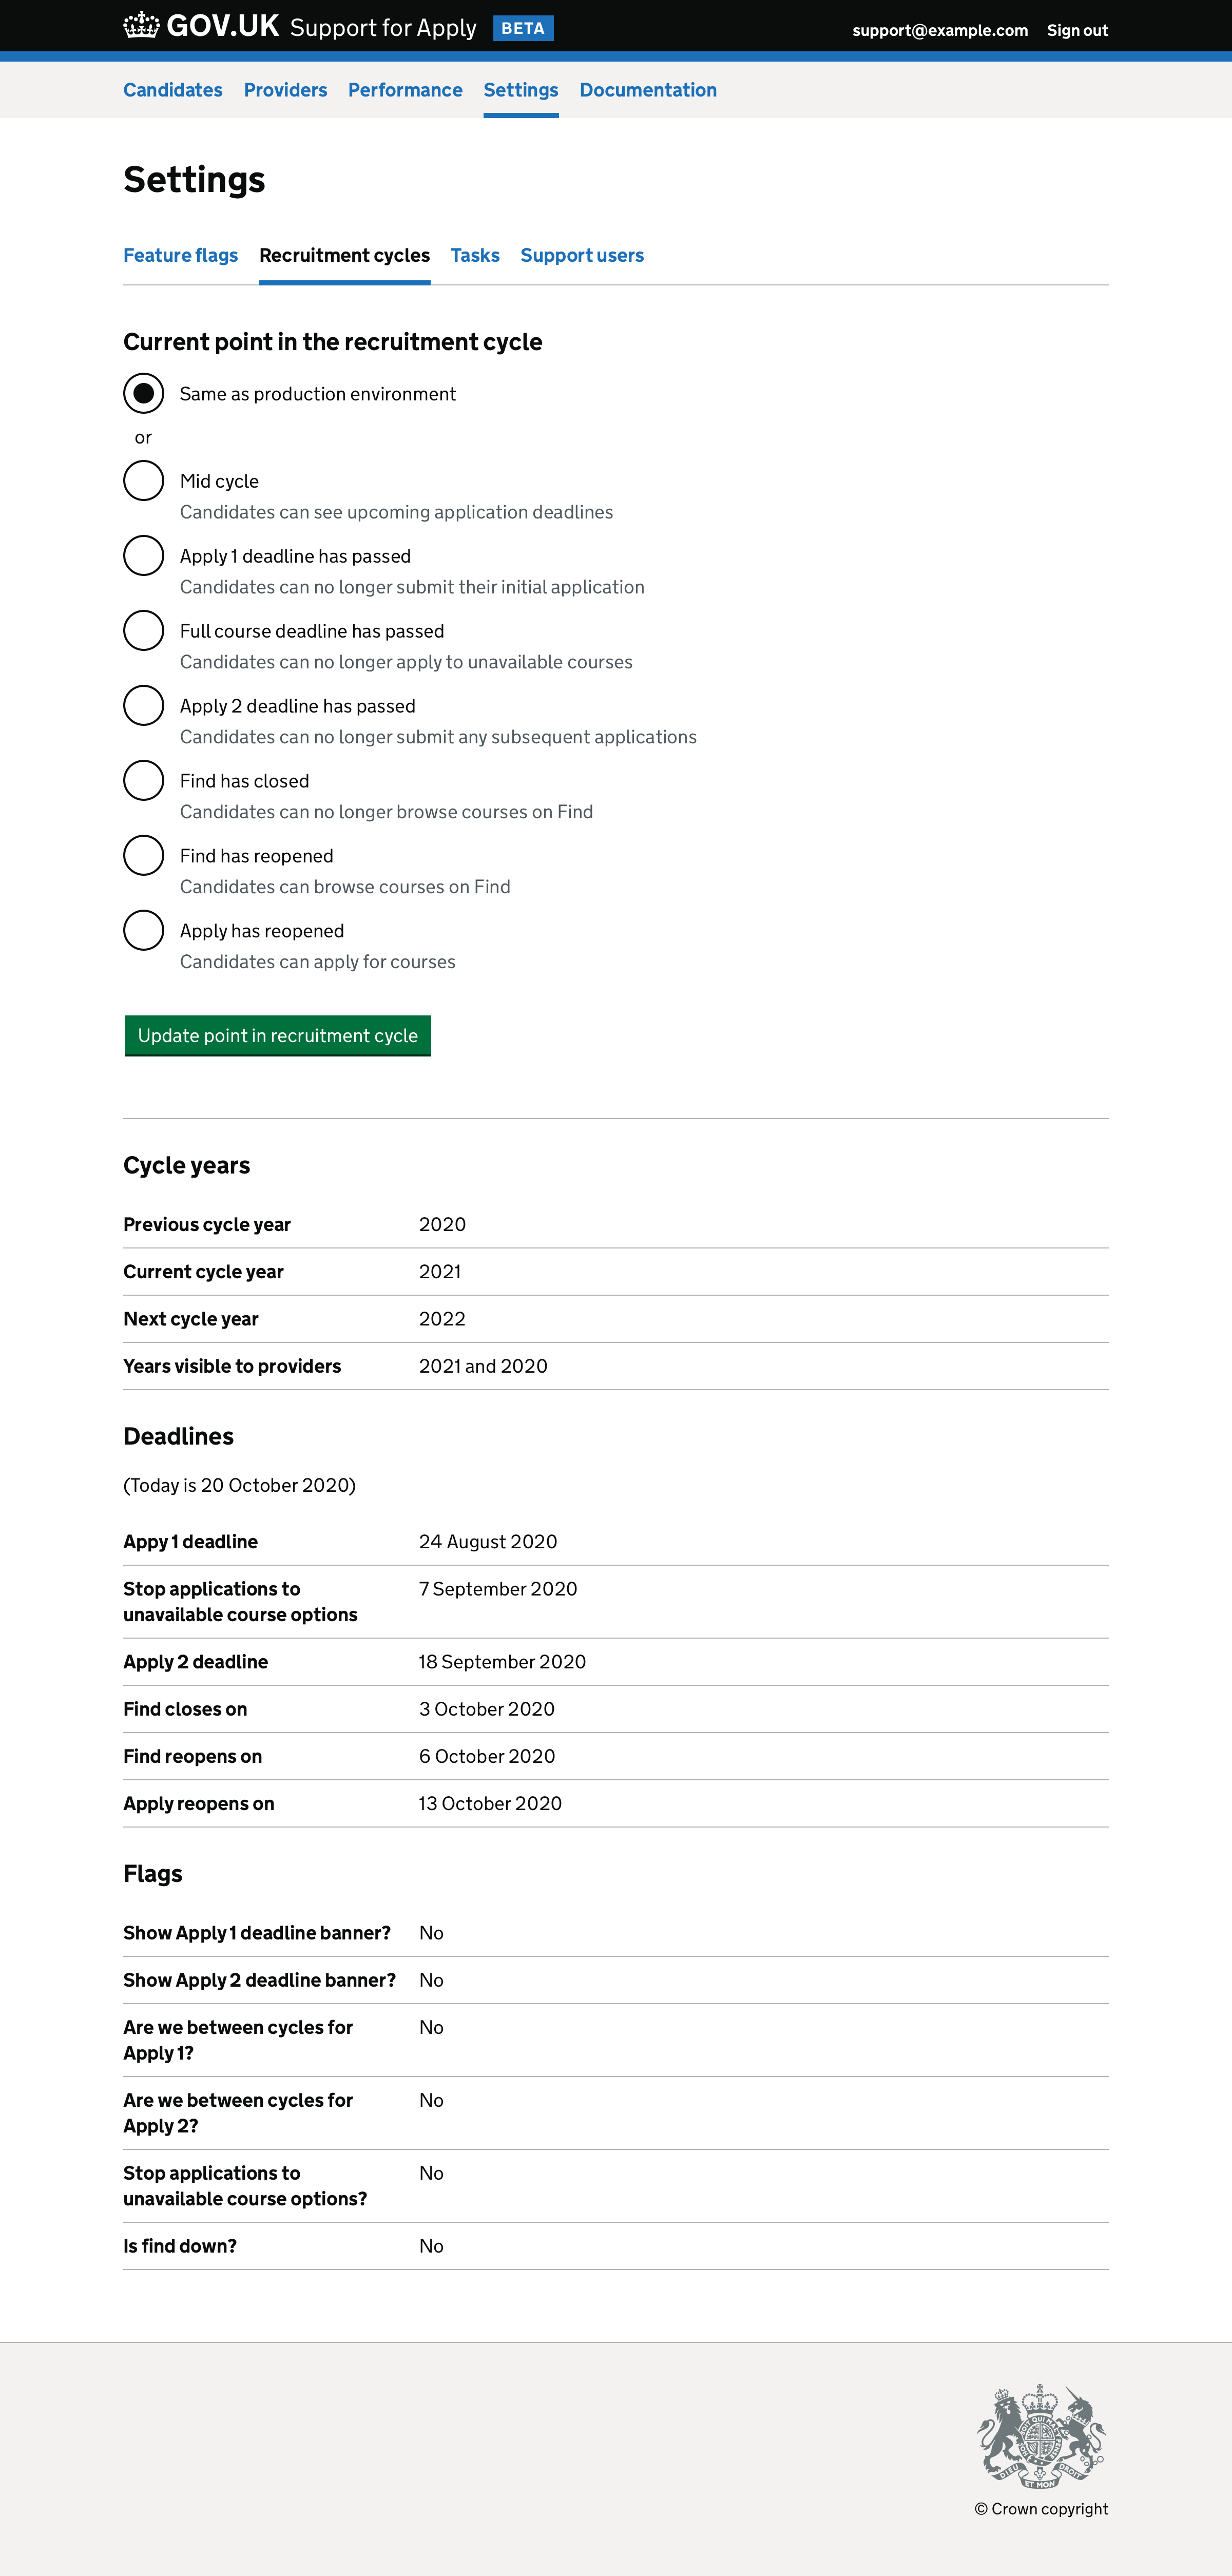 GOV.UK Support for Apply BETA support@example.com Sign out
Candidates Providers Performance Settings Documentation
Settings
Feature flags Recruitment cycles Tasks Support users
Current point in the recruitment cycle
Same as production environment
or
Mid cycle
Candidates can see upcoming application deadlines
Apply 1 deadline has passed
Candidates can no longer submit their initial application
Full course deadline has passed
Candidates can no longer apply to unavailable courses
Apply 2 deadline has passed
Candidates can no longer submit any subsequent applications
Find has closed
Candidates can no longer browse courses on Find
Find has reopened
Candidates can browse courses on Find
Apply has reopened
Candidates can apply for courses
Update point in recruitment cycle
Cycle years
Previous cycle year 2020
Current cycle year 2021
Next cycle year 2022
Years visible to providers 2021 and 2020
Deadlines
(Today is 20 October 2020)
Appy 1 deadline 24 August 2020
Stop applications to 7 September 2020
unavailable course options
Apply 2 deadline 18 September 2020
Find closes on 3 October 2020
Find reopens on 6 October 2020
Apply reopens on 13 October 2020
Flags
Show Apply 1 deadline banner? No
Show Apply 2 deadline banner? No
Are we between cycles for No
Apply 1?
Are we between cycles for No
Apply 2?
Stop applications to No
unavailable course options?
Is find down? No
DIEU ET MON DROIT
© Crown copyright